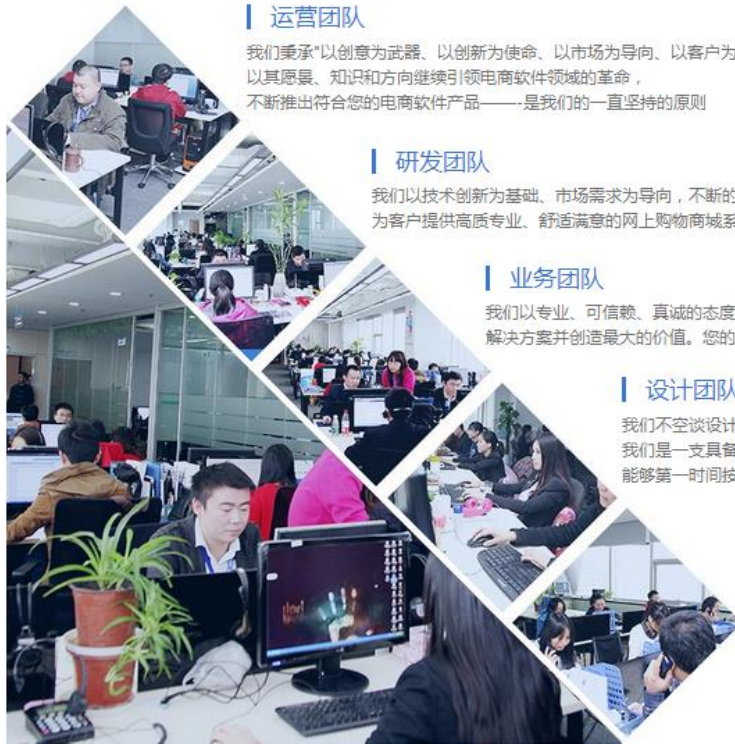 运营团队
我们秉承"以创意为武器、以创新为使命、以市场为导向、以客户为
以其愿景、知识和方向继续引领电商软件领域的革命，
不断推出符合您的电商软件产品——-是我们的一直坚持的原则
研发团队
我们以技术创新为基础、市场需求为导向，不断的
为客户提供高质专业、舒适满意的网上购物商城系
业务团队
我们以专业、可信赖、真诚的态度
解决方案并创造最大的价值。您的
设计团队
我们不空谈设计
我们是一支具备
能够第一时间按